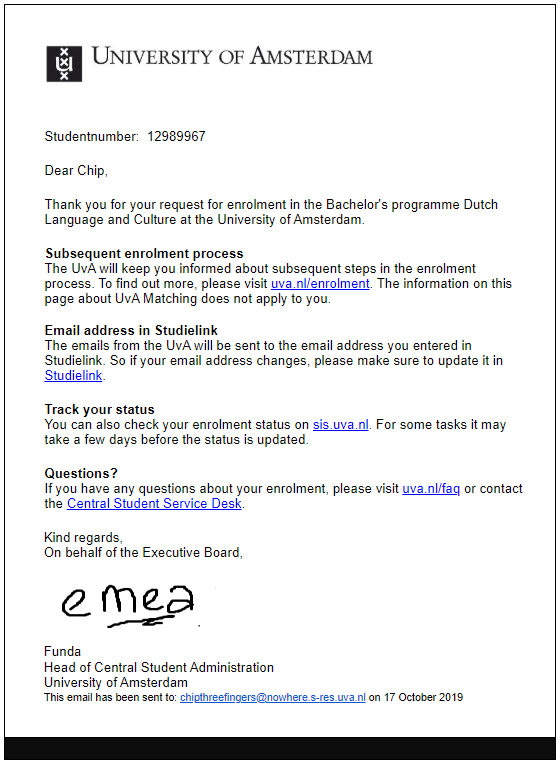 UNIVERSITY OF AMSTERDAM
Studentnumber: 12989967
Dear Chip,
Thank you for your request for enrolment in the Bachelor's programme Dutch
Language and Culture at the University of Amsterdam.
Subsequent enrolment process
The UvA will keep you informed about subsequent steps in the enrolment
process. To find out more, please visit uva.nl/enrolment. The information on this
page about UvA Matching does not apply to you.
Email address in Studielink
The emails from the UvA will be sent to the email address you entered in
Studielink. So if your email address changes, please make sure to update it in
Studielink.
Track your status
You can also check your enrolment status on sis.uva.nl. For some tasks it may
take a few days before the status is updated.
Questions?
If you have any questions about your enrolment, please visit uva.nl/faq or contact
the Central Student Service Desk.
Kind regards,
On behalf of the Executive Board,
emea
Funda
Head of Central Student Administration
University of Amsterdam
This email has been sent to: chipthreefingers@nowhere.s-res.uva.nl on 17 October 2019